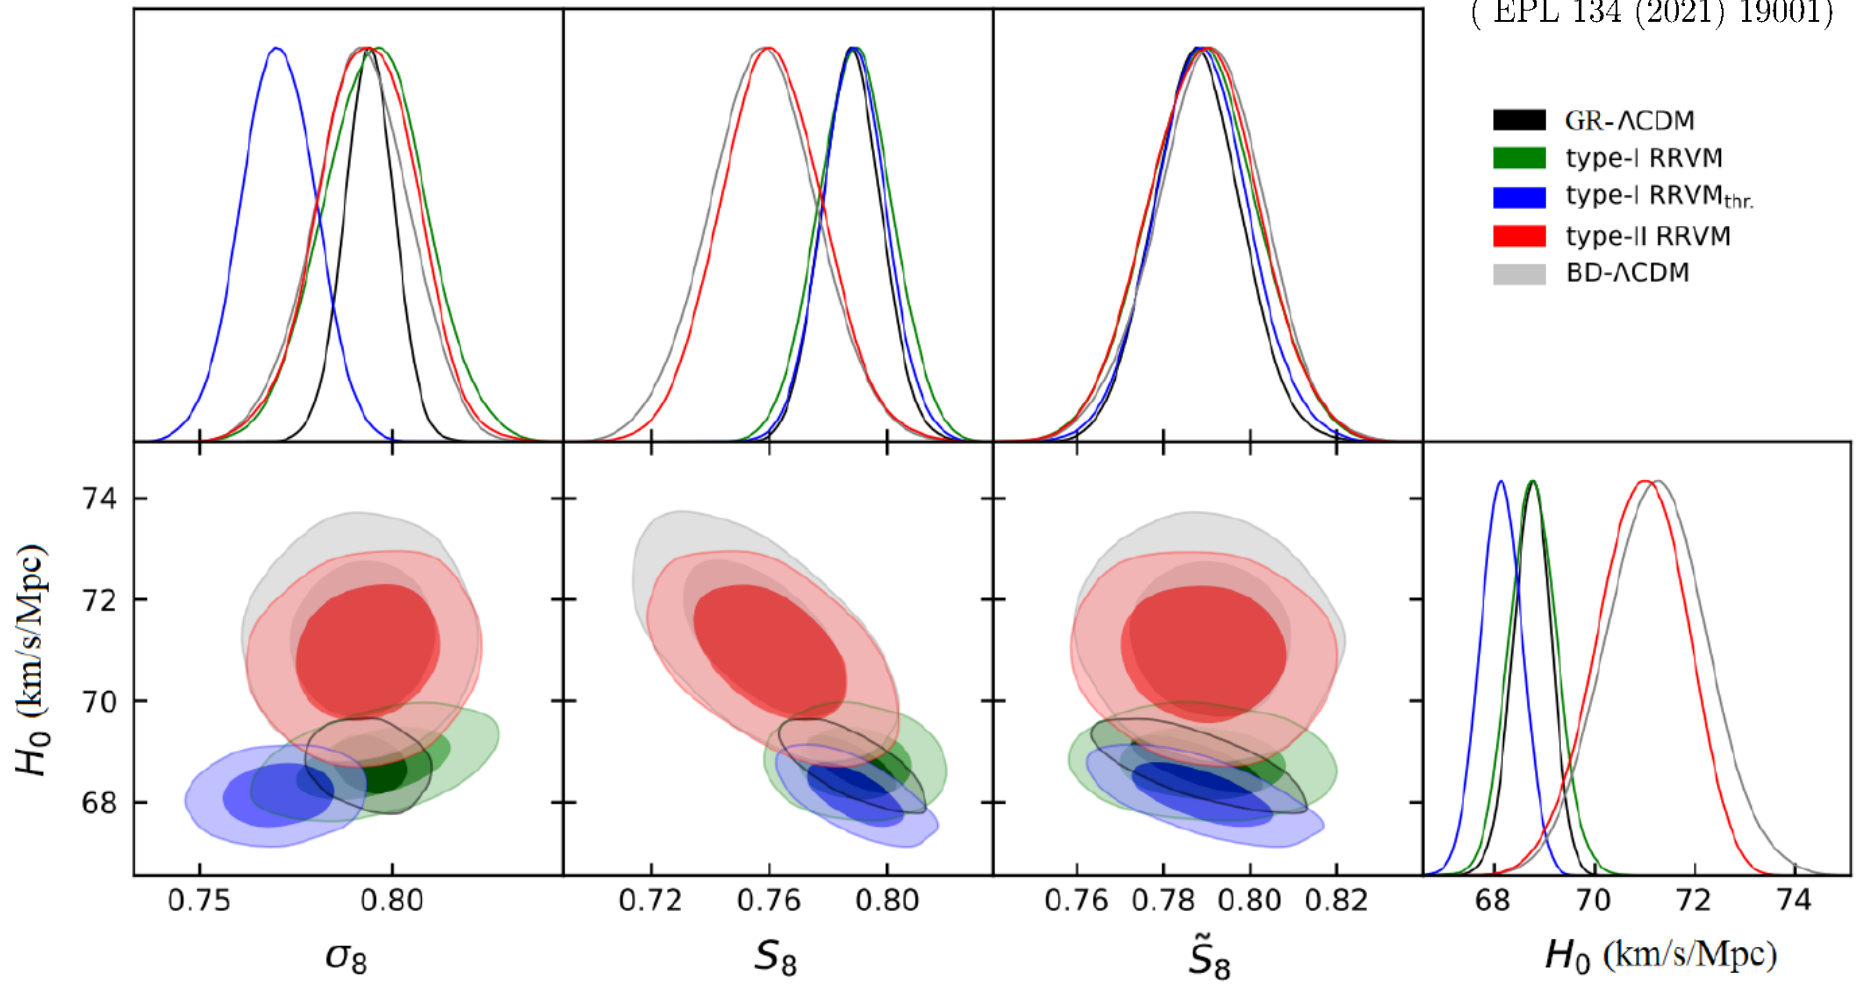 ( EPL 134 (2021) 19001)
GR-ΛCDM
type-I RRVM
type-I RRVM_thr.
type-II RRVM
BD-ΛCDM
74
72
70
68
H₀ (km/s/Mpc)
0.75 0.80
0.72 0.76 0.80
0.76 0.78 0.80 0.82
68 70 72 74
σ₈
S₈
S̃₈
H₀ (km/s/Mpc)